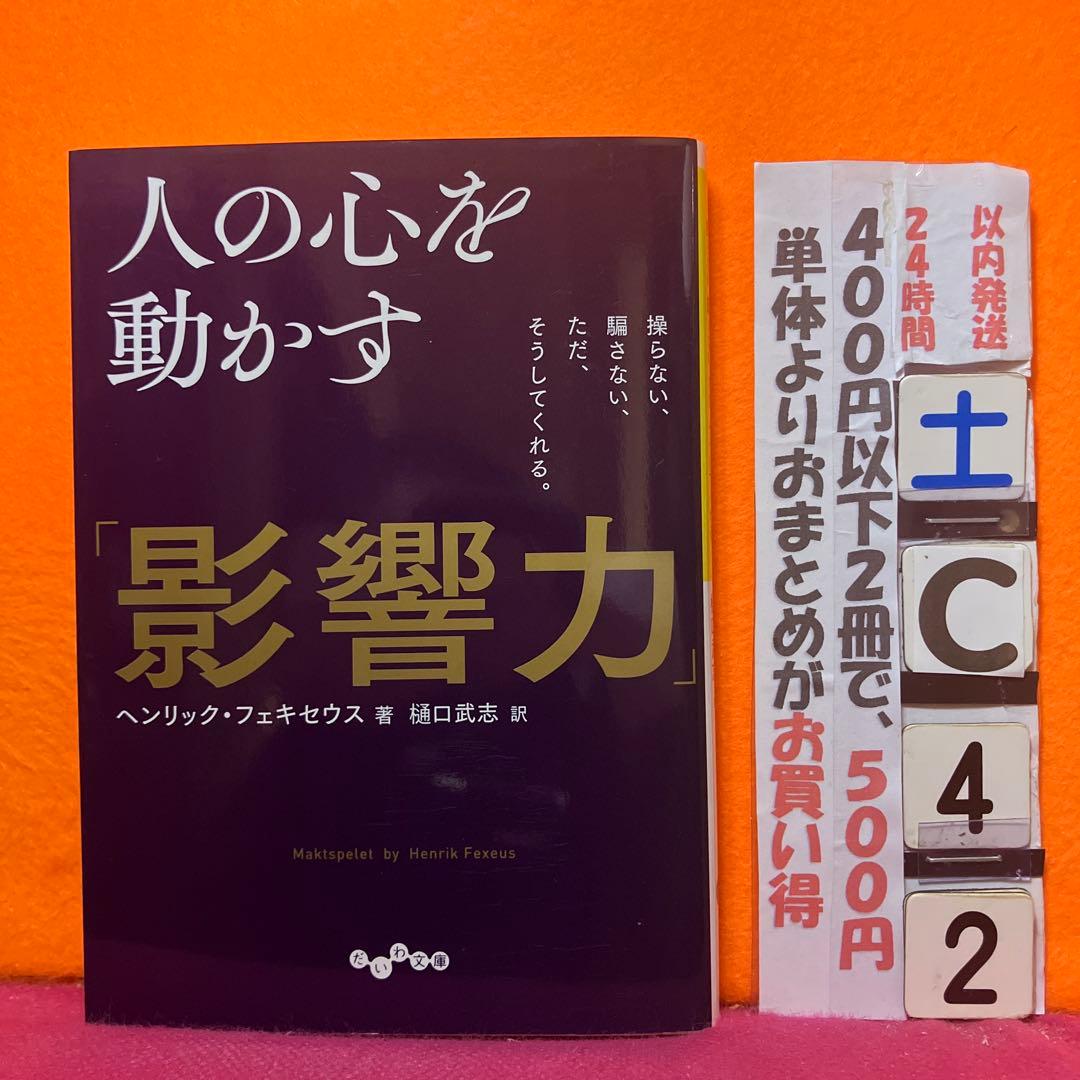 人の心を
動かす
操らない、
騙さない、
ただ、
そうしてくれる。
「影響力」
ヘンリック・フェキセウス 著 樋口武志 訳
Maktspelet by Henrik Fexeus
だいわ文庫
以内発送
24時間
400円以下2冊で、500円
単体よりおまとめがお買い得
土
C
4
2